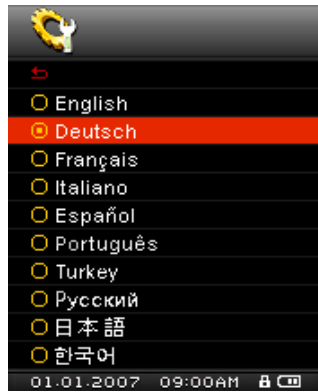 English
Deutsch
Français
Italiano
Español
Português
Turkey
Русский
日本語
한국어
01.01.2007 09:00AM